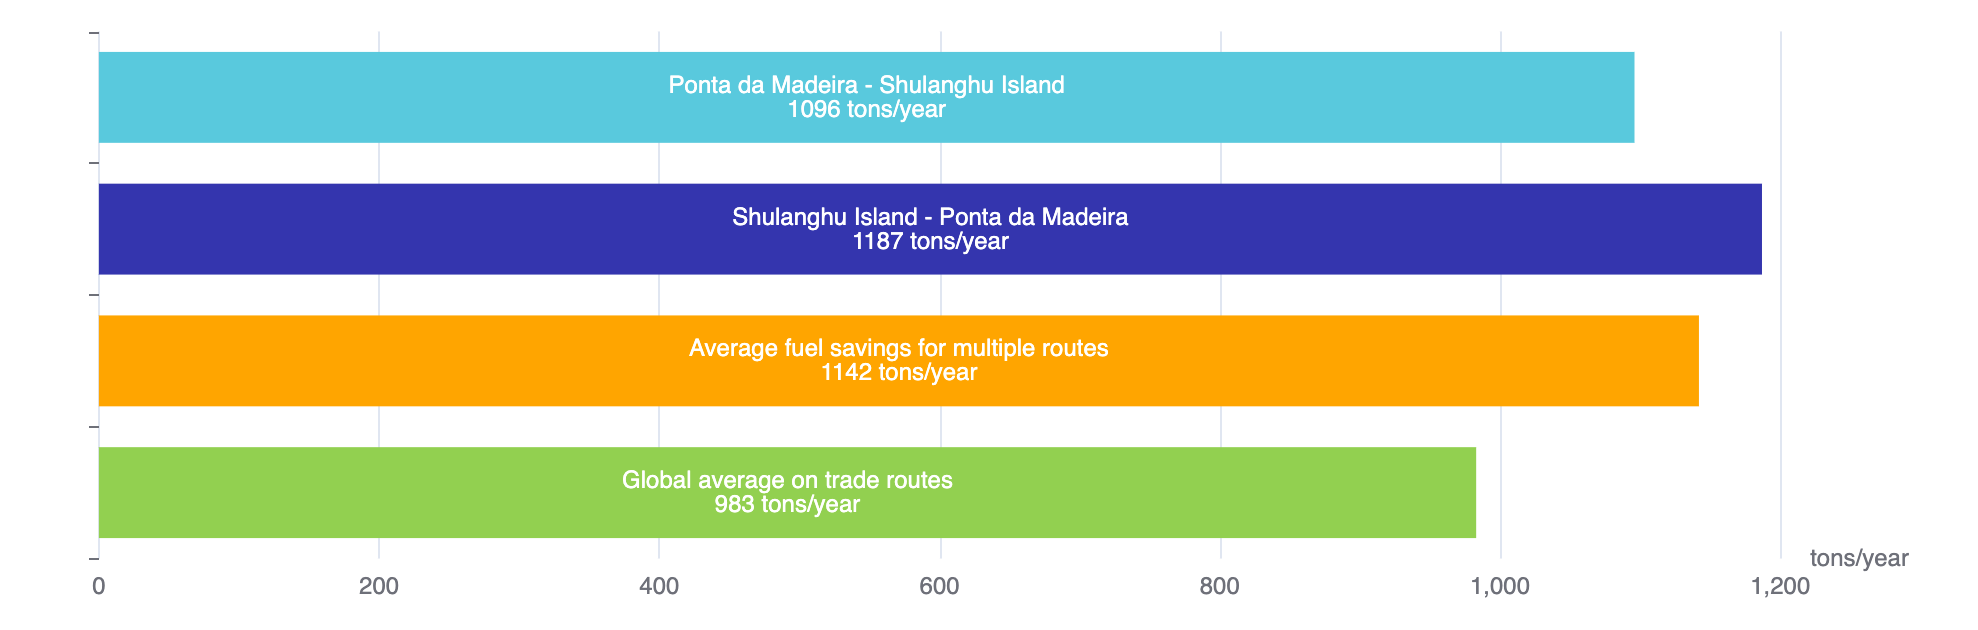 Ponta da Madeira - Shulanghu Island
1096 tons/year
Shulanghu Island - Ponta da Madeira
1187 tons/year
Average fuel savings for multiple routes
1142 tons/year
Global average on trade routes
983 tons/year
tons/year
0 200 400 600 800 1,000 1,200